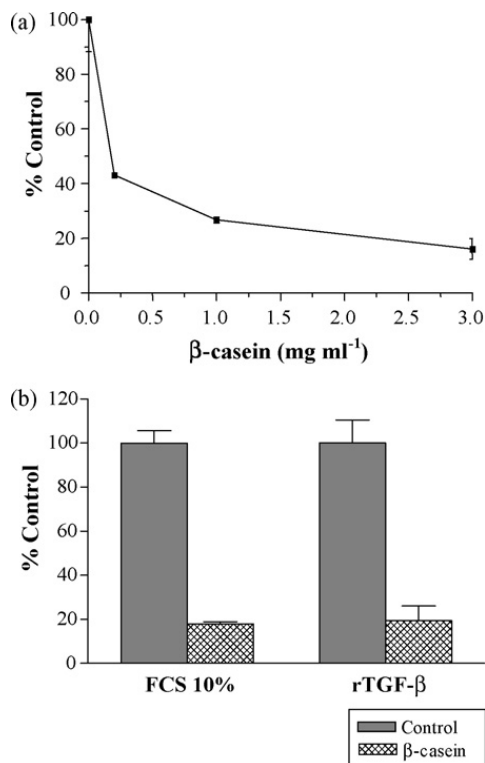 (a)
% Control
100
80
60
40
20
0
0.0 0.5 1.0 1.5 2.0 2.5 3.0
β-casein (mg ml⁻¹)
(b)
% Control
120
100
80
60
40
20
0
FCS 10% rTGF-β
Control
β-casein